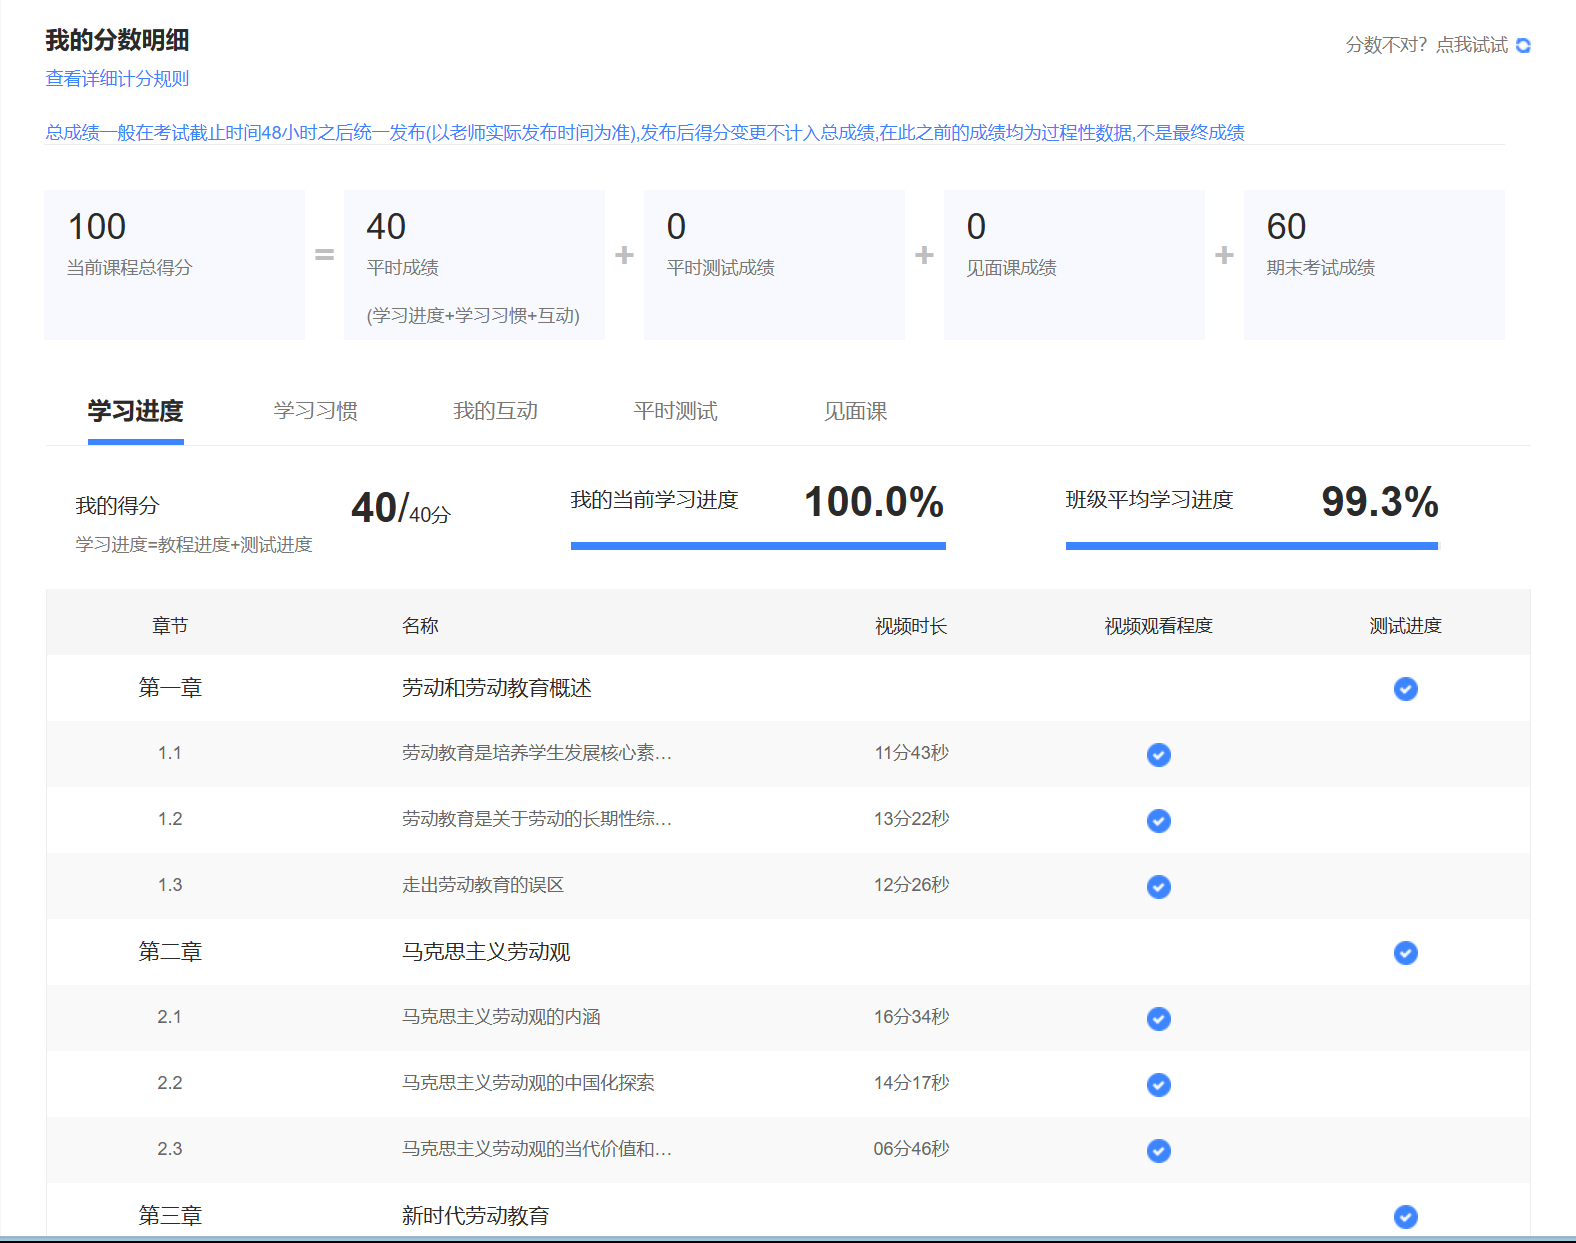 我的分数明细
分数不对？点我试试
查看详细计分规则
总成绩一般在考试截止时间48小时之后统一发布(以老师实际发布时间为准),发布后得分变更不计入总成绩,在此之前的成绩均为过程性数据,不是最终成绩
100 = 40 + 0 + 0 + 60
当前课程总得分 平时成绩 平时测试成绩 见面课成绩 期末考试成绩
(学习进度+学习习惯+互动)
学习进度 学习习惯 我的互动 平时测试 见面课
我的得分 40/40分 我的当前学习进度 100.0% 班级平均学习进度 99.3%
学习进度=教程进度+测试进度
章节 名称 视频时长 视频观看程度 测试进度
第一章 劳动和劳动教育概述
1.1 劳动教育是培养学生发展核心素... 11分43秒
1.2 劳动教育是关于劳动的长期性综... 13分22秒
1.3 走出劳动教育的误区 12分26秒
第二章 马克思主义劳动观
2.1 马克思主义劳动观的内涵 16分34秒
2.2 马克思主义劳动观的中国化探索 14分17秒
2.3 马克思主义劳动观的当代价值和... 06分46秒
第三章 新时代劳动教育